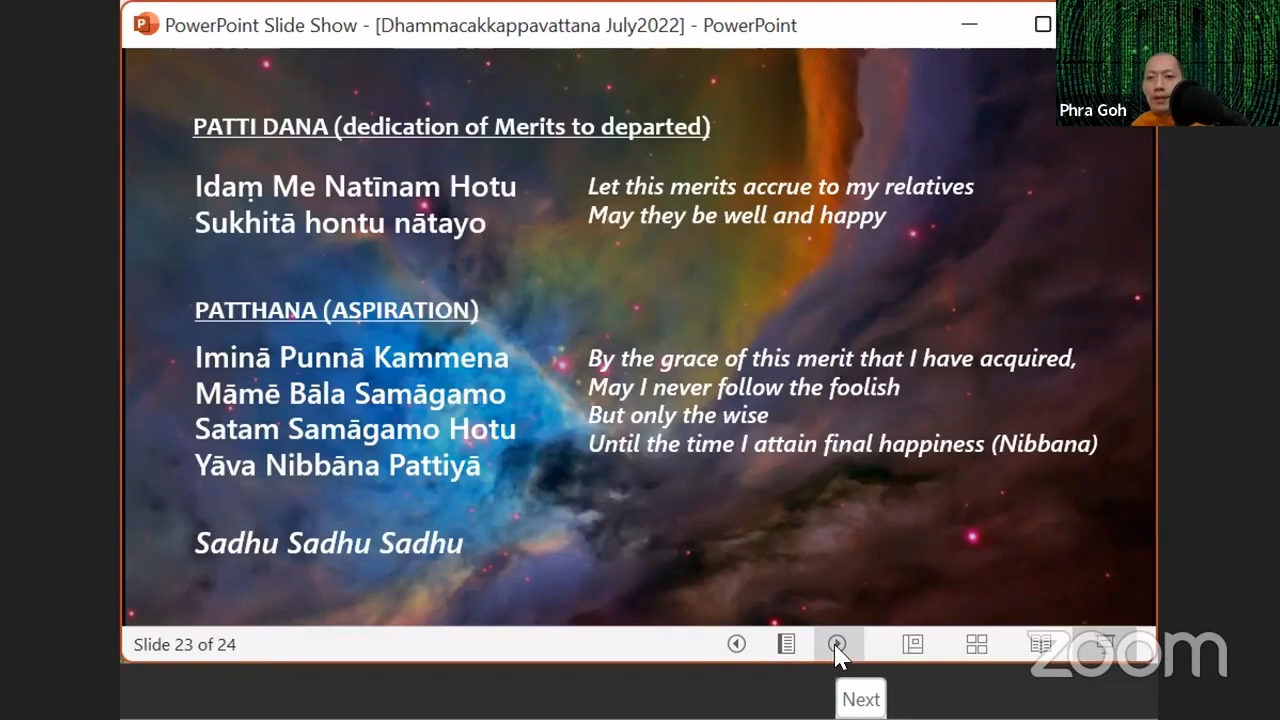 PowerPoint Slide Show - [Dhammacakkappavattana July2022] - PowerPoint
Phra Goh
PATTI DANA (dedication of Merits to departed)
Idaṃ Me Natīnam Hotu
Sukhitā hontu nātayo
Let this merits accrue to my relatives
May they be well and happy
PATTHANA (ASPIRATION)
Iminā Punnā Kammena
Māmē Bāla Samāgamo
Satam Samāgamo Hotu
Yāva Nibbāna Pattiyā
By the grace of this merit that I have acquired,
May I never follow the foolish
But only the wise
Until the time I attain final happiness (Nibbana)
Sadhu Sadhu Sadhu
Slide 23 of 24
zoom
Next